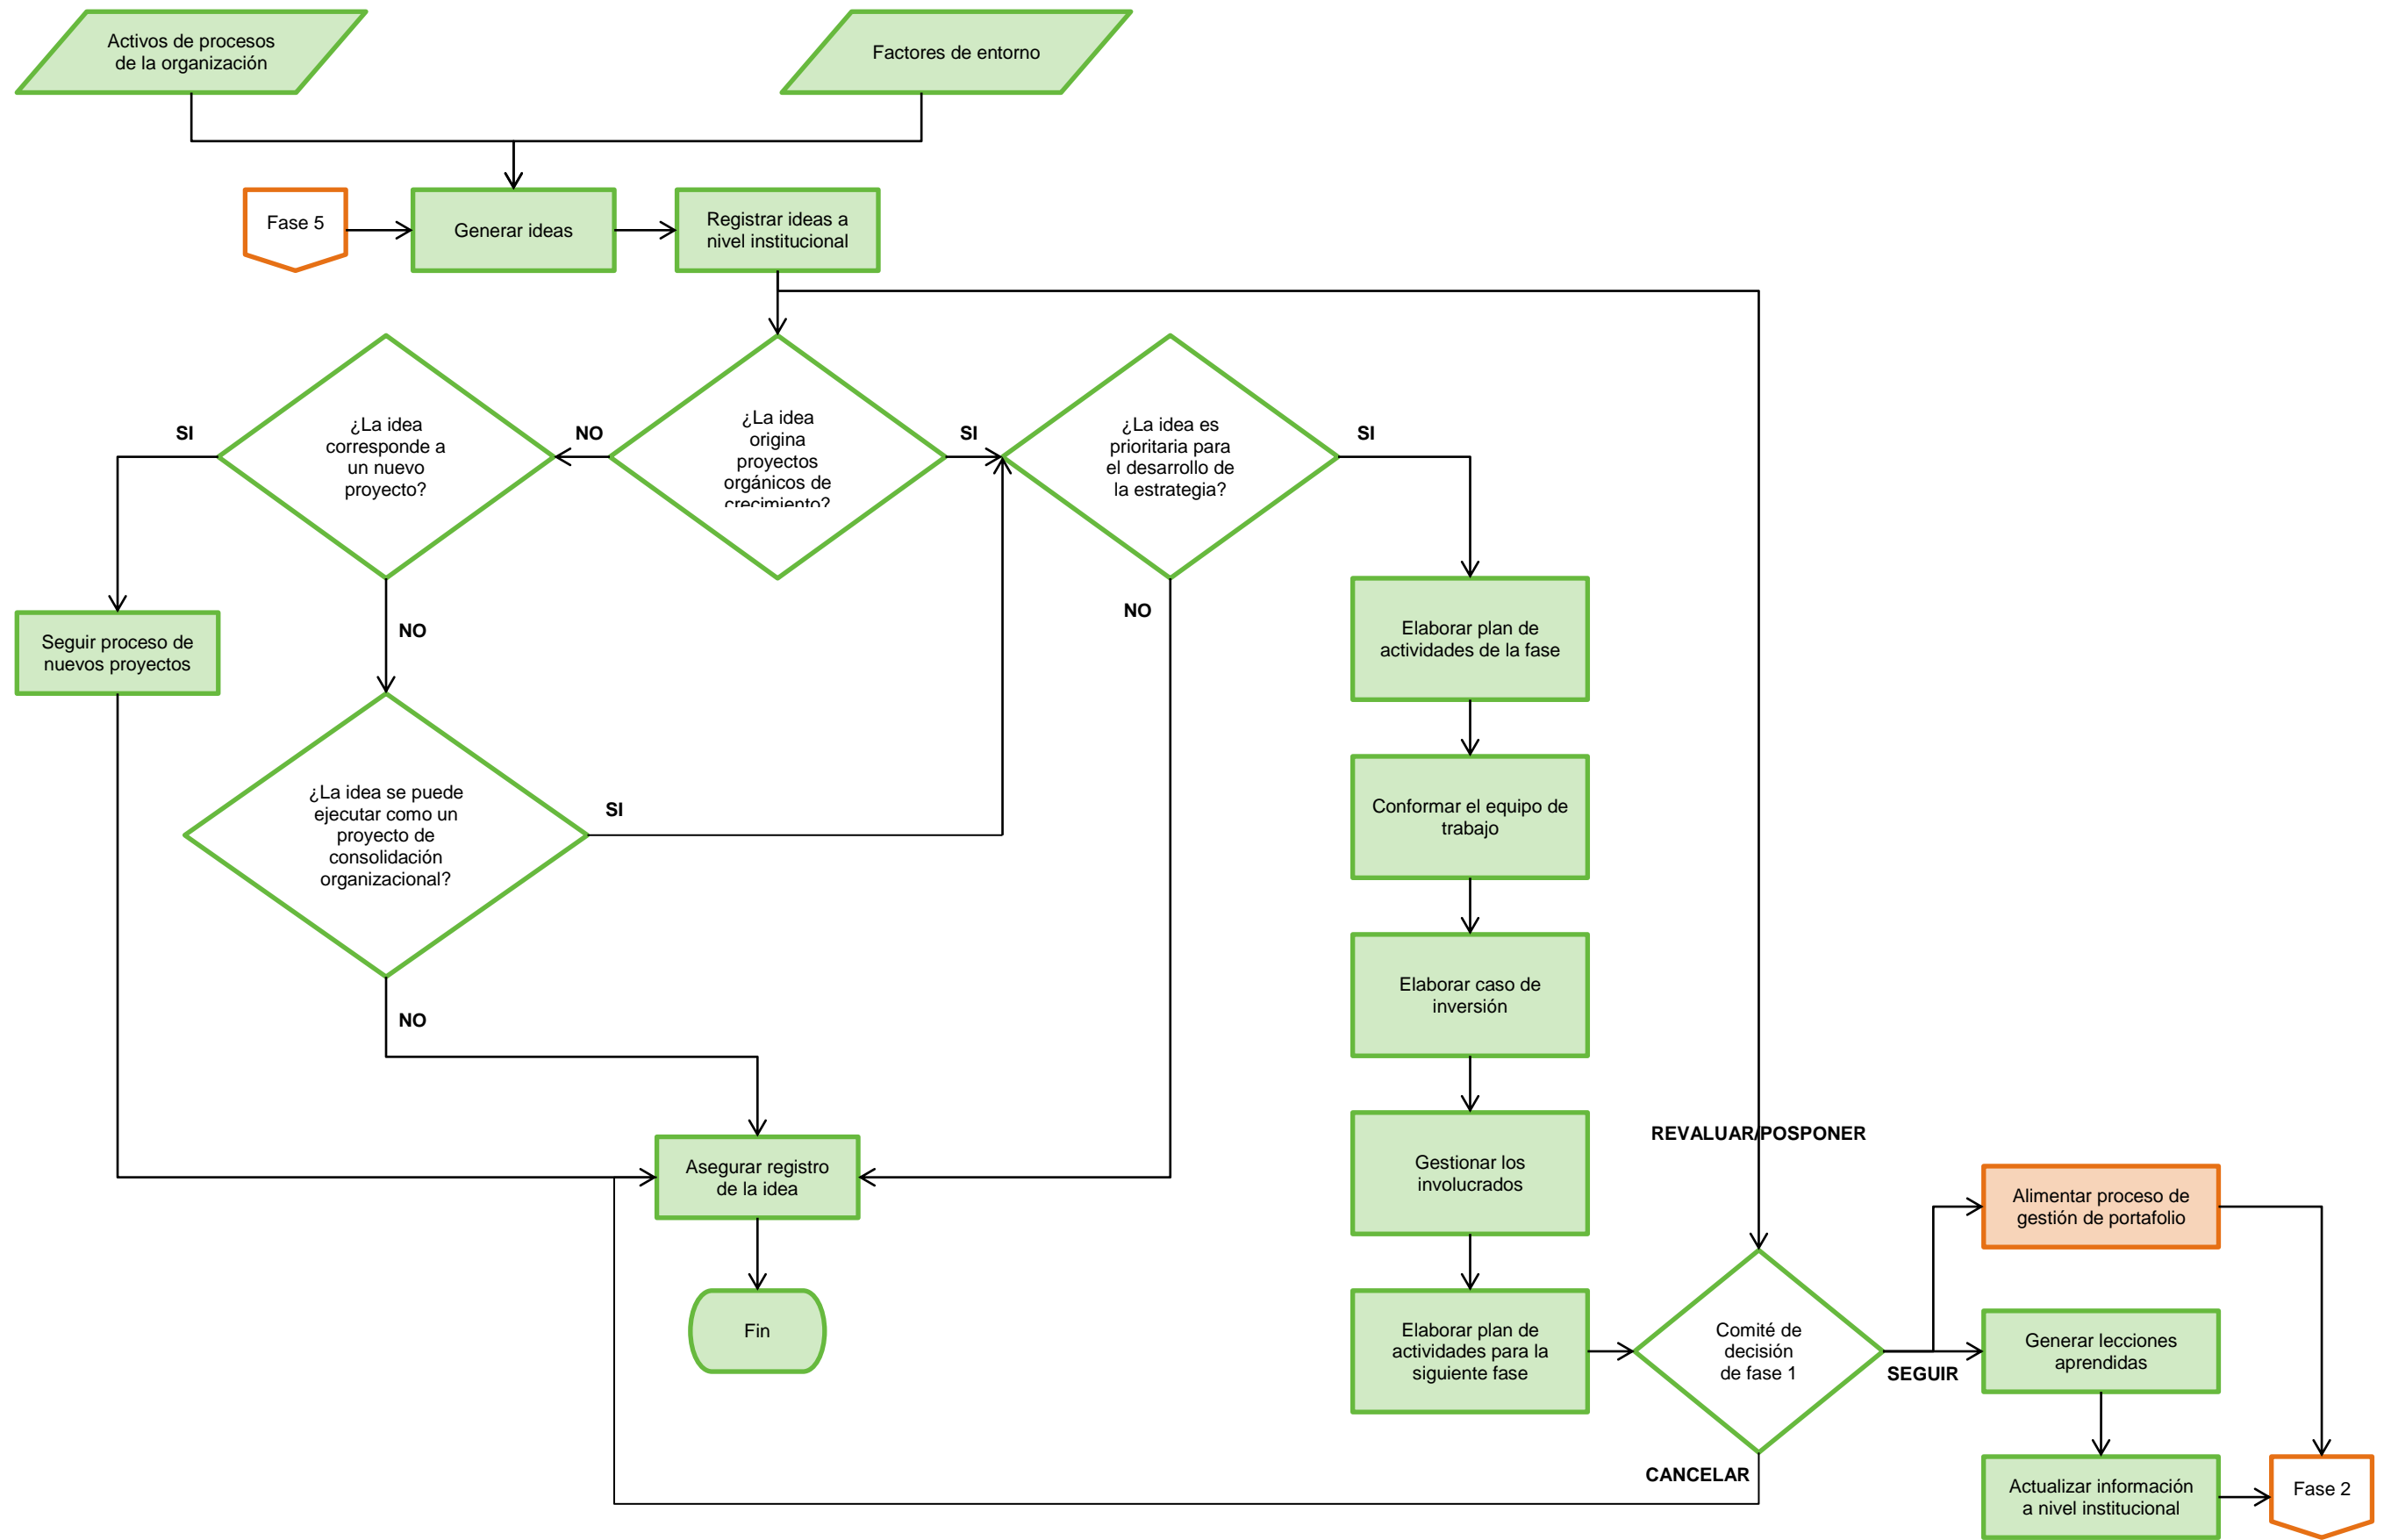 Activos de procesos
de la organización
Factores de entorno
Fase 5
Generar ideas
Registrar ideas a
nivel institucional
SI
¿La idea
corresponde a
un nuevo
proyecto?
NO
¿La idea
origina
proyectos
orgánicos de
crecimiento?
SI
¿La idea es
prioritaria para
el desarrollo de
la estrategia?
SI
Seguir proceso de
nuevos proyectos
NO
NO
Elaborar plan de
actividades de la fase
¿La idea se puede
ejecutar como un
proyecto de
consolidación
organizacional?
SI
Conformar el equipo de
trabajo
NO
Elaborar caso de
inversión
REVALUAR/POSPONER
Asegurar registro
de la idea
Gestionar los
involucrados
Alimentar proceso de
gestión de portafolio
Fin
Elaborar plan de
actividades para la
siguiente fase
Comité de
decisión
de fase 1
SEGUIR
Generar lecciones
aprendidas
CANCELAR
Actualizar información
a nivel institucional
Fase 2